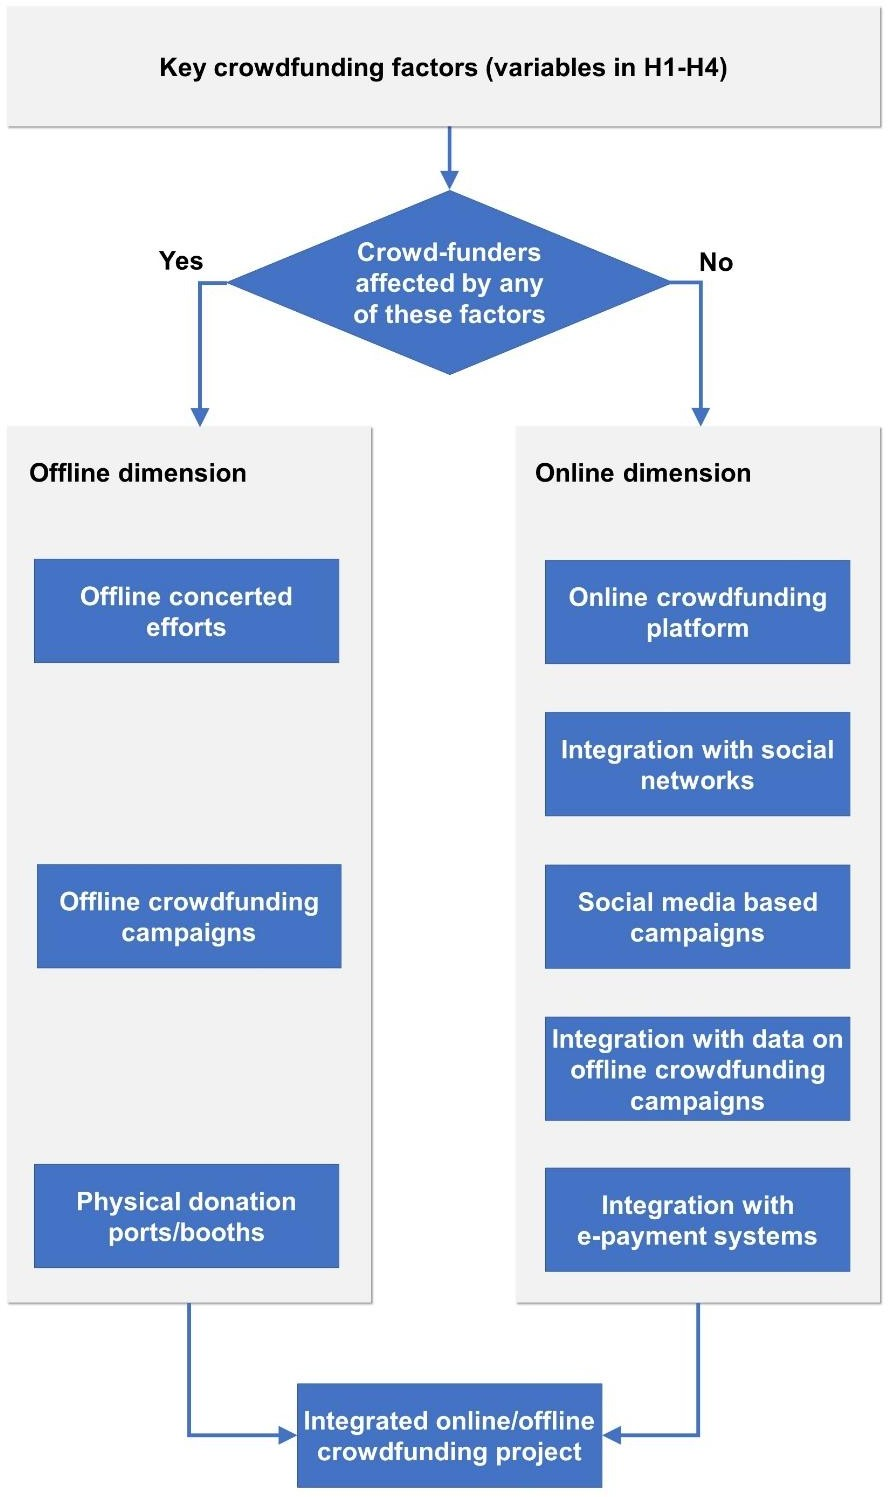 Key crowdfunding factors (variables in H1-H4)
Crowd-funders
affected by any
of these factors
Yes
No
Offline dimension
Offline concerted
efforts
Offline crowdfunding
campaigns
Physical donation
ports/booths
Online dimension
Online crowdfunding
platform
Integration with social
networks
Social media based
campaigns
Integration with data on
offline crowdfunding
campaigns
Integration with
e-payment systems
Integrated online/offline
crowdfunding project